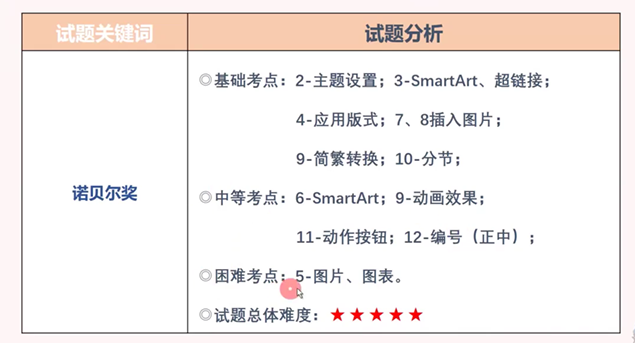 试题关键词
试题分析
诺贝尔奖
◎基础考点：2-主题设置；3-SmartArt、超链接；
4-应用版式；7、8插入图片；
9-简繁转换；10-分节；
◎中等考点：6-SmartArt；9-动画效果；
11-动作按钮；12-编号（正中）；
◎困难考点：5-图片、图表。
◎试题总体难度：★★★★★